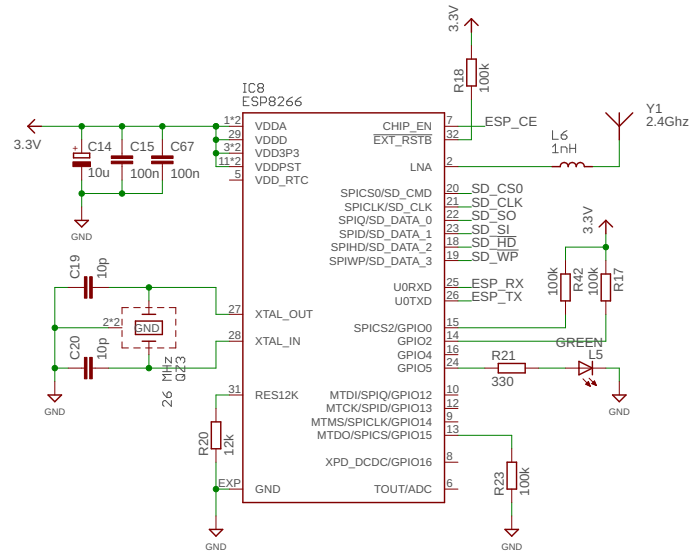 3.3V
IC8
ESP8266
R18
100k
Y1
2.4Ghz
3.3V
C14
10u
C15
100n
C67
100n
+
GND
1*2
29
3*2
11*2
5
VDDA
VDDD
VDD3P3
VDDPST
VDD_RTC
CHIP_EN
7
ESP_CE
EXT_RSTB
32
LNA
2
L6
1nH
SPICS0/SD_CMD
20
SD_CS0
SPICLK/SD_CLK
21
SD_CLK
SPIQ/SD_DATA_0
22
SD_SO
SPID/SD_DATA_1
23
SD_SI
SPIHD/SD_DATA_2
18
SD_HD
SPIWP/SD_DATA_3
19
SD_WP
3.3V
U0RXD
25
ESP_RX
U0TXD
26
ESP_TX
100k
R42
100k
R17
C19
10p
C20
10p
2*2
GND
26 MHz
QZ3
GND
27
XTAL_OUT
28
XTAL_IN
SPICS2/GPIO0
15
GPIO2
14
GPIO4
16
GPIO5
24
R21
330
GREEN
L5
GND
31
RES12K
R20
12k
MTDI/SPIQ/GPIO12
10
MTCK/SPID/GPIO13
12
MTMS/SPICLK/GPIO14
9
MTDO/SPICS/GPIO15
13
XPD_DCDC/GPIO16
8
R23
100k
EXP
GND
TOUT/ADC
6
GND
GND